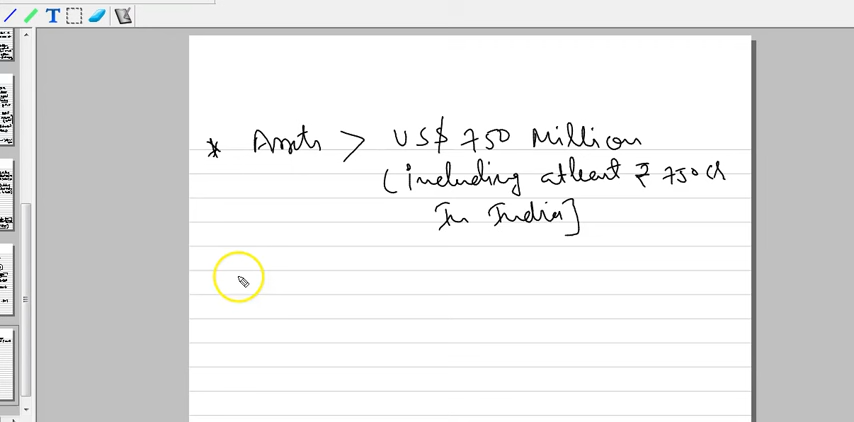 * Assets > US$ 750 Million
(including atleast ₹ 750 Cr
In India]